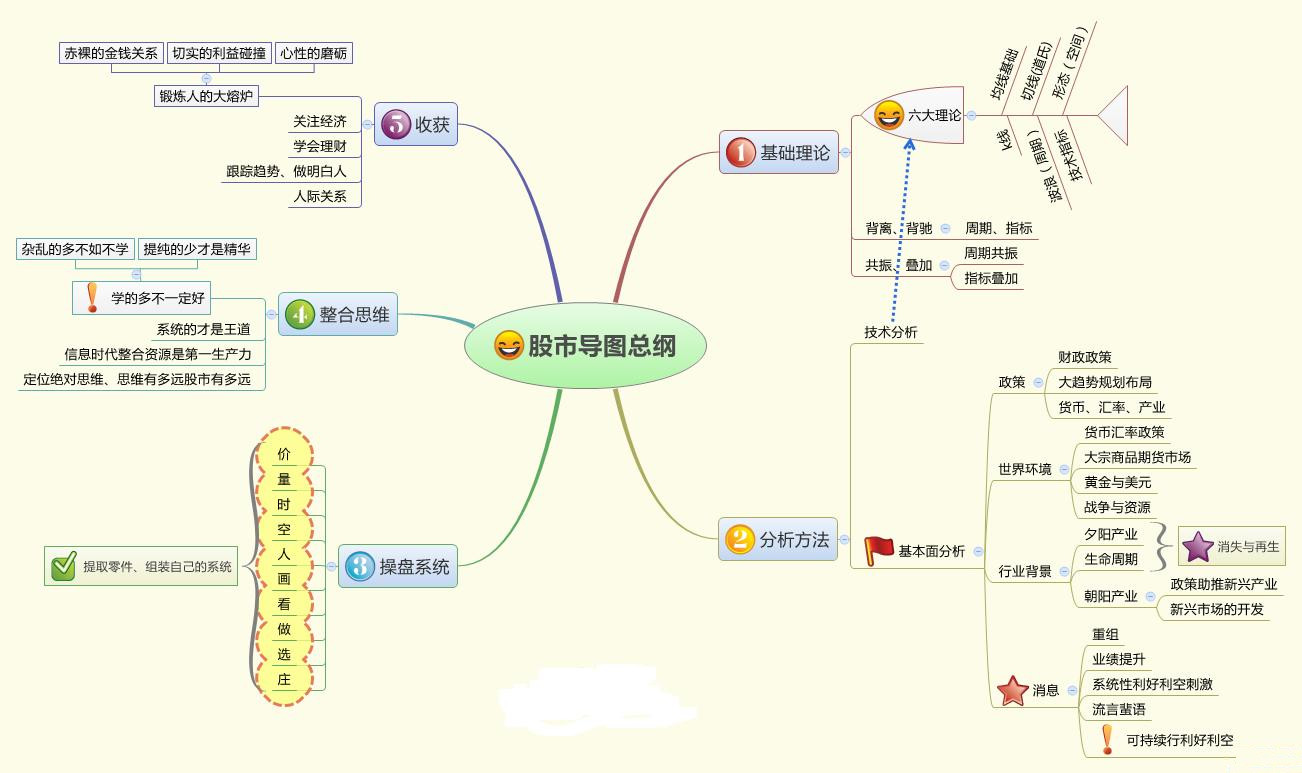 股市导图总纲
1 基础理论
六大理论
均线基础
切线(道氏)
形态（空间）
K线
波浪（周期）
技术指标
背离、背驰
周期、指标
共振、叠加
周期共振
指标叠加
2 分析方法
技术分析
基本面分析
政策
财政政策
大趋势规划布局
货币、汇率、产业
世界环境
货币汇率政策
大宗商品期货市场
黄金与美元
战争与资源
行业背景
夕阳产业
生命周期
消失与再生
朝阳产业
政策助推新兴产业
新兴市场的开发
消息
重组
业绩提升
系统性利好利空刺激
流言蜚语
可持续行利好利空
3 操盘系统
价
量
时
空
人
画
看
做
选
庄
提取零件、组装自己的系统
4 整合思维
杂乱的多不如不学
提纯的少才是精华
学的多不一定好
系统的才是王道
信息时代整合资源是第一生产力
定位绝对思维、思维有多远股市有多远
5 收获
赤裸的金钱关系
切实的利益碰撞
心性的磨砺
锻炼人的大熔炉
关注经济
学会理财
跟踪趋势、做明白人
人际关系